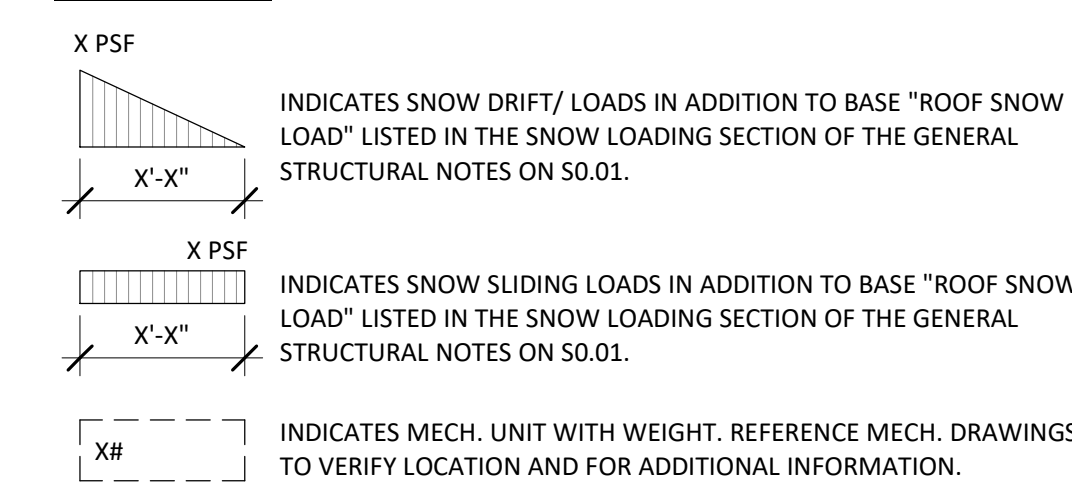 X PSF
INDICATES SNOW DRIFT/ LOADS IN ADDITION TO BASE "ROOF SNOW
LOAD" LISTED IN THE SNOW LOADING SECTION OF THE GENERAL
STRUCTURAL NOTES ON S0.01.
X'-X"
X PSF
INDICATES SNOW SLIDING LOADS IN ADDITION TO BASE "ROOF SNOW
LOAD" LISTED IN THE SNOW LOADING SECTION OF THE GENERAL
STRUCTURAL NOTES ON S0.01.
X'-X"
X#
INDICATES MECH. UNIT WITH WEIGHT. REFERENCE MECH. DRAWINGS
TO VERIFY LOCATION AND FOR ADDITIONAL INFORMATION.